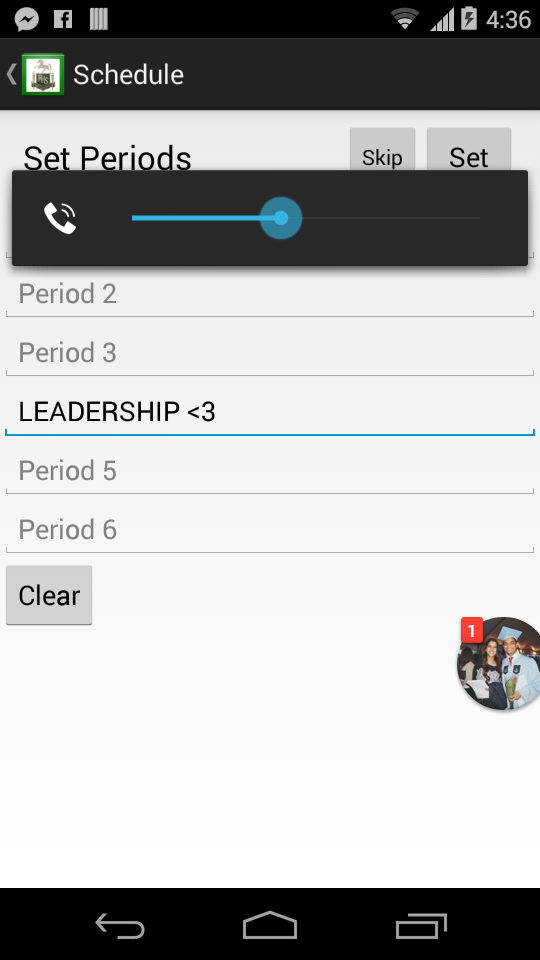 4:36
Schedule
Set Periods Skip Set
Period 2
Period 3
LEADERSHIP <3
Period 5
Period 6
Clear
1